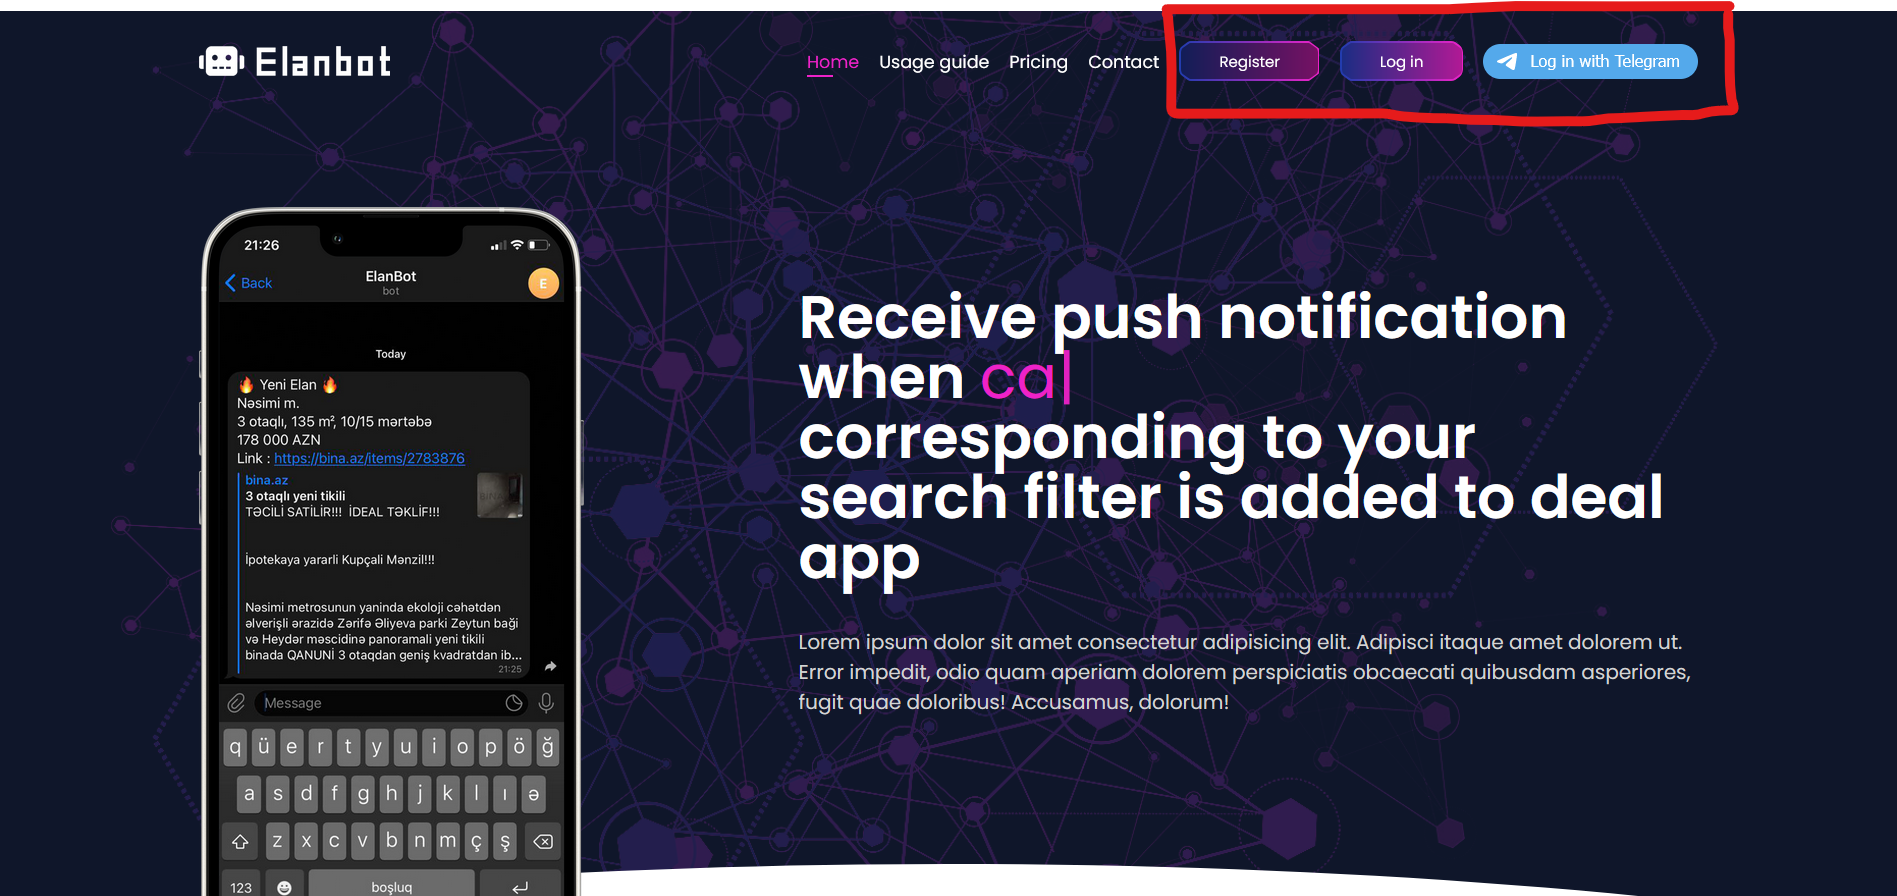 Elanbot
Home Usage guide Pricing Contact Register Log in Log in with Telegram
21:26
Back
ElanBot
bot
E
Today
🔥 Yeni Elan 🔥
Nəsimi m.
3 otaqlı, 135 m², 10/15 mərtəbə
178 000 AZN
Link : https://bina.az/items/2783876
bina.az
3 otaqlı yeni tikili
TƏCİLİ SATİLİR!!! İDEAL TƏKLİF!!!
İpotekaya yararli Kupçali Mənzil!!!
Nəsimi metrosunun yaninda ekoloji cəhətdən
əlverişli ərazidə Zərifə Əliyeva parki Zeytun baği
və Heydər məscidinə panoramali yeni tikili
binada QANUNİ 3 otaqdan geniş kvadratdan ib...
21:25
Message
q ü e r t y u i o p ö ğ
a s d f g h j k l ı ə
z x c v b n m ç ş
123 boşluq
Receive push notification
when ca|
corresponding to your
search filter is added to deal
app
Lorem ipsum dolor sit amet consectetur adipisicing elit. Adipisci itaque amet dolorem ut.
Error impedit, odio quam aperiam dolorem perspiciatis obcaecati quibusdam asperiores,
fugit quae doloribus! Accusamus, dolorum!